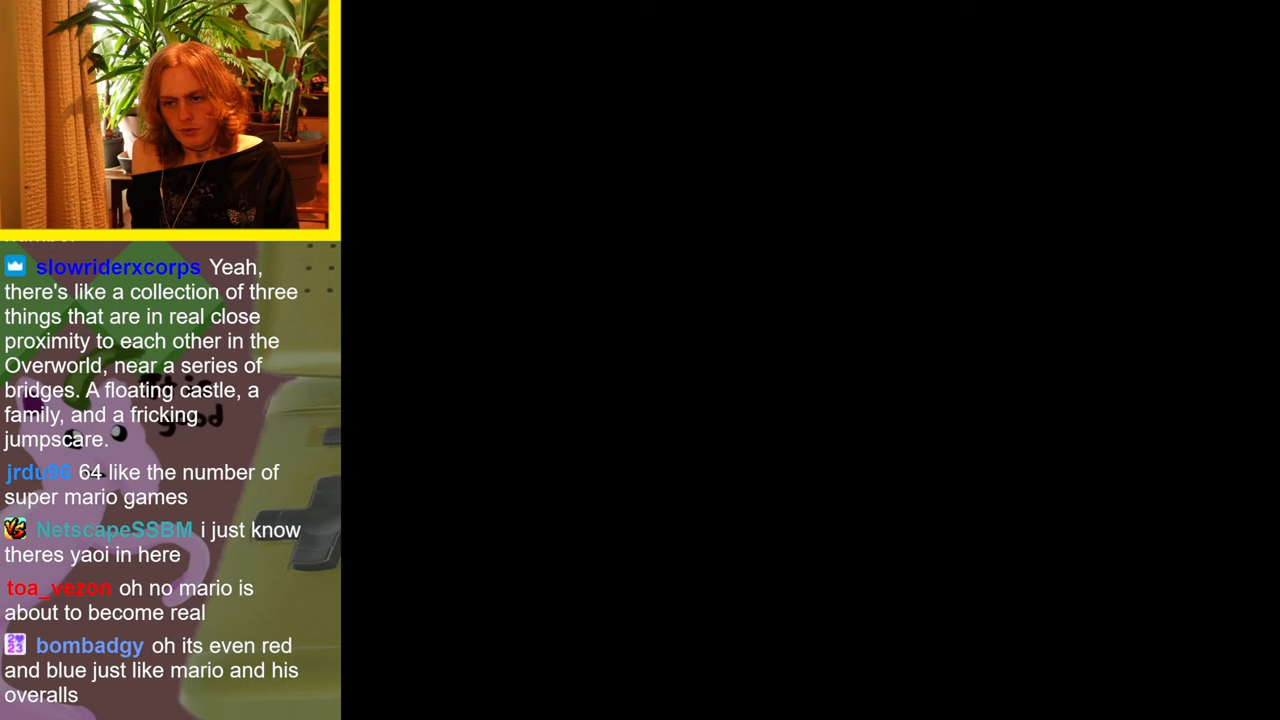 slowriderxcorps Yeah,
there's like a collection of three
things that are in real close
proximity to each other in the
Overworld, near a series of
bridges. A floating castle, a
family, and a fricking
jumpscare.
It is
good
jrdu96 64 like the number of
super mario games
NetscapeSSBM i just know
theres yaoi in here
toa_vezon oh no mario is
about to become real
bombadgy oh its even red
and blue just like mario and his
overalls